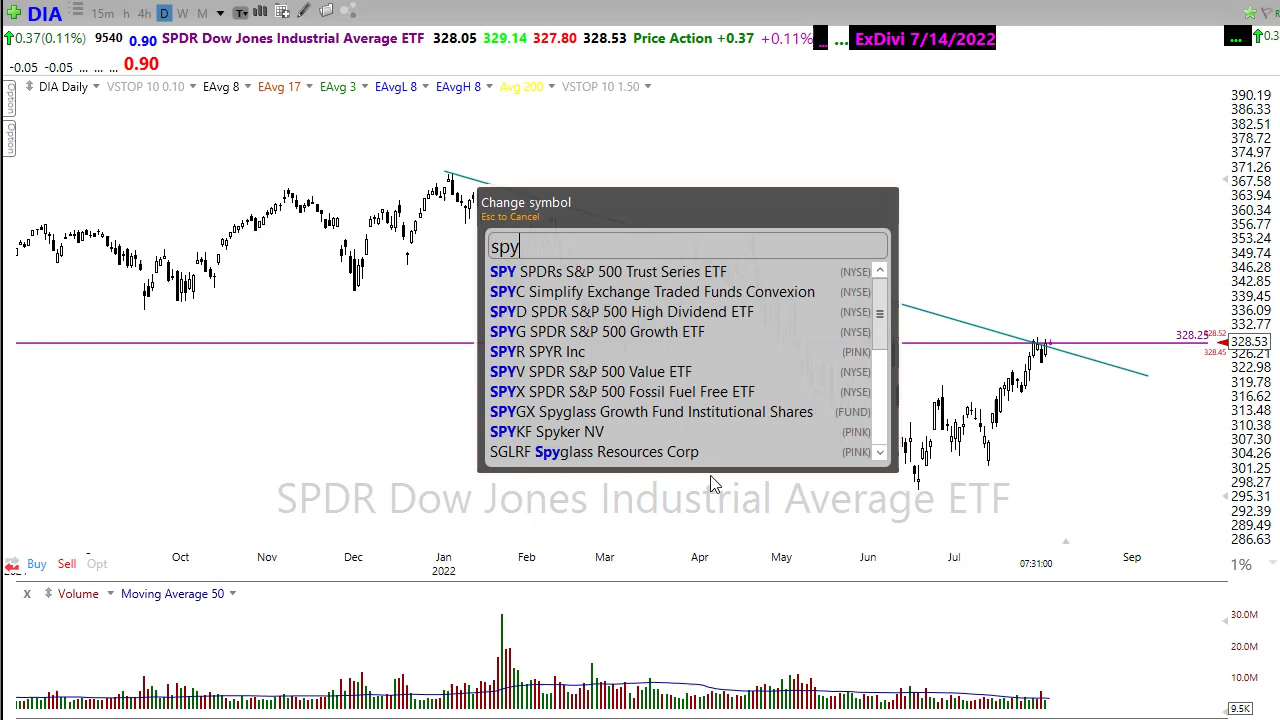 DIA 15m h 4h D W M T
0.37(0.11%) 9540 0.90 SPDR Dow Jones Industrial Average ETF 328.05 329.14 327.80 328.53 Price Action +0.37 +0.11% ... ... ExDivi 7/14/2022 ... 0.3
-0.05 -0.05 ... ... ... 0.90
DIA Daily VSTOP 10 0.10 EAvg 8 EAvg 17 EAvg 3 EAvgL 8 EAvgH 8 Avg 200 VSTOP 10 1.50
Option
Option
Change symbol
Esc to Cancel
spy
SPY SPDRs S&P 500 Trust Series ETF (NYSE)
SPYC Simplify Exchange Traded Funds Convexion (NYSE)
SPYD SPDR S&P 500 High Dividend ETF (NYSE)
SPYG SPDR S&P 500 Growth ETF (NYSE)
SPYR SPYR Inc (PINK)
SPYV SPDR S&P 500 Value ETF (NYSE)
SPYX SPDR S&P 500 Fossil Fuel Free ETF (NYSE)
SPYGX Spyglass Growth Fund Institutional Shares (FUND)
SPYKF Spyker NV (PINK)
SGLRF Spyglass Resources Corp (PINK)
SPDR Dow Jones Industrial Average ETF
390.19
386.33
382.51
378.72
374.97
371.26
367.58
363.94
360.34
356.77
353.24
349.74
346.28
342.85
339.45
336.09
332.77
328.25
328.52
328.53
328.45
326.21
322.98
319.78
316.62
313.48
310.38
307.30
304.26
301.25
298.27
295.31
292.39
289.49
286.63
Oct Nov Dec Jan Feb Mar Apr May Jun Jul Sep
2022 07:31:00
Buy Sell Opt 1%
X Volume Moving Average 50
30.0M
20.0M
10.0M
9.5K